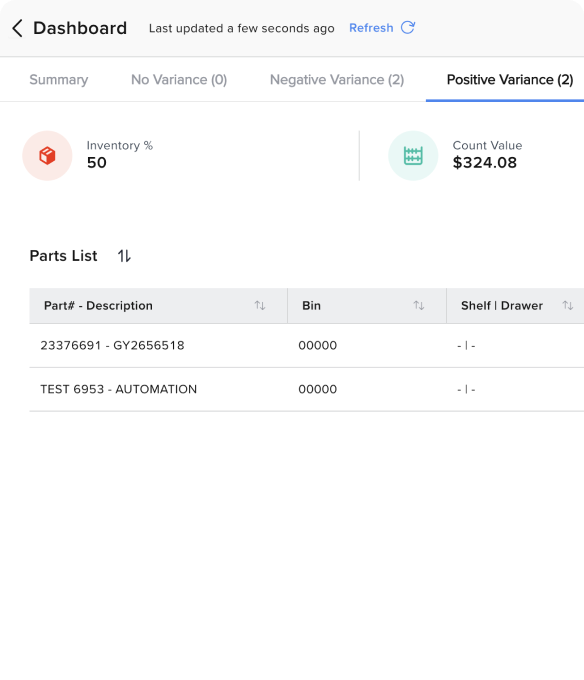 Dashboard Last updated a few seconds ago Refresh
Summary No Variance (0) Negative Variance (2) Positive Variance (2)
Inventory %
50
Count Value
$324.08
Parts List
Part# - Description Bin Shelf | Drawer
23376691 - GY2656518 00000 - | -
TEST 6953 - AUTOMATION 00000 - | -